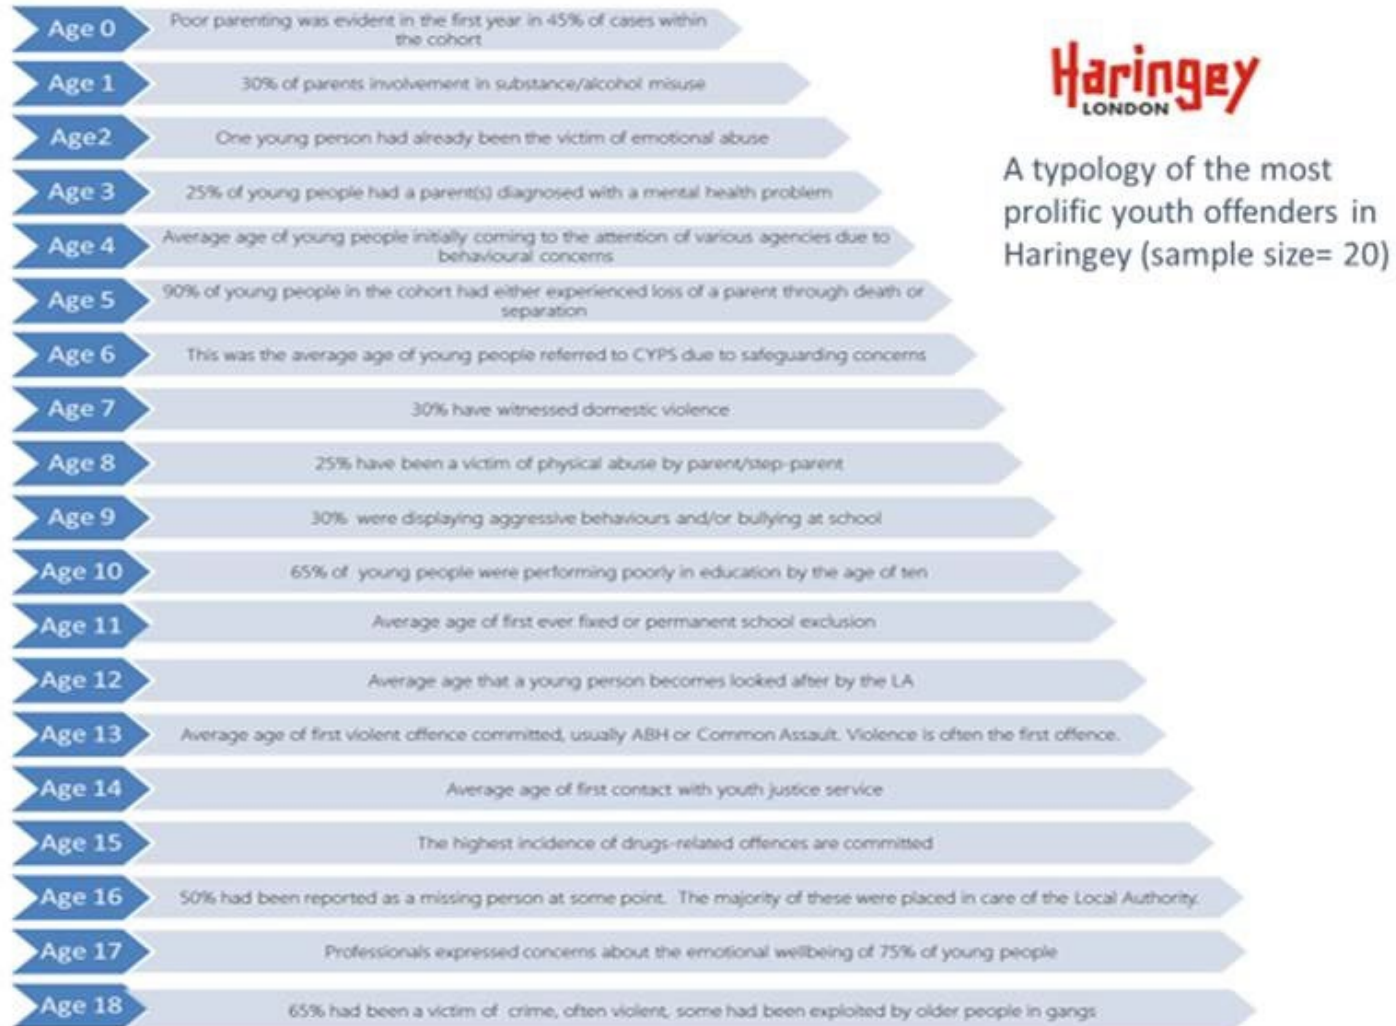 Age 0
Poor parenting was evident in the first year in 45% of cases within
the cohort
Age 1
30% of parents involvement in substance/alcohol misuse
Age2
One young person had already been the victim of emotional abuse
Age 3
25% of young people had a parent(s) diagnosed with a mental health problem
Age 4
Average age of young people initially coming to the attention of various agencies due to
behavioural concerns
Age 5
90% of young people in the cohort had either experienced loss of a parent through death or
separation
Age 6
This was the average age of young people referred to CYPS due to safeguarding concerns
Age 7
30% have witnessed domestic violence
Age 8
25% have been a victim of physical abuse by parent/step-parent
Age 9
30% were displaying aggressive behaviours and/or bullying at school
Age 10
65% of young people were performing poorly in education by the age of ten
Age 11
Average age of first ever fixed or permanent school exclusion
Age 12
Average age that a young person becomes looked after by the LA
Age 13
Average age of first violent offence committed, usually ABH or Common Assault. Violence is often the first offence.
Age 14
Average age of first contact with youth justice service
Age 15
The highest incidence of drugs-related offences are committed
Age 16
50% had been reported as a missing person at some point. The majority of these were placed in care of the Local Authority.
Age 17
Professionals expressed concerns about the emotional wellbeing of 75% of young people
Age 18
65% had been a victim of crime, often violent, some had been exploited by older people in gangs
Haringey
LONDON
A typology of the most
prolific youth offenders in
Haringey (sample size= 20)